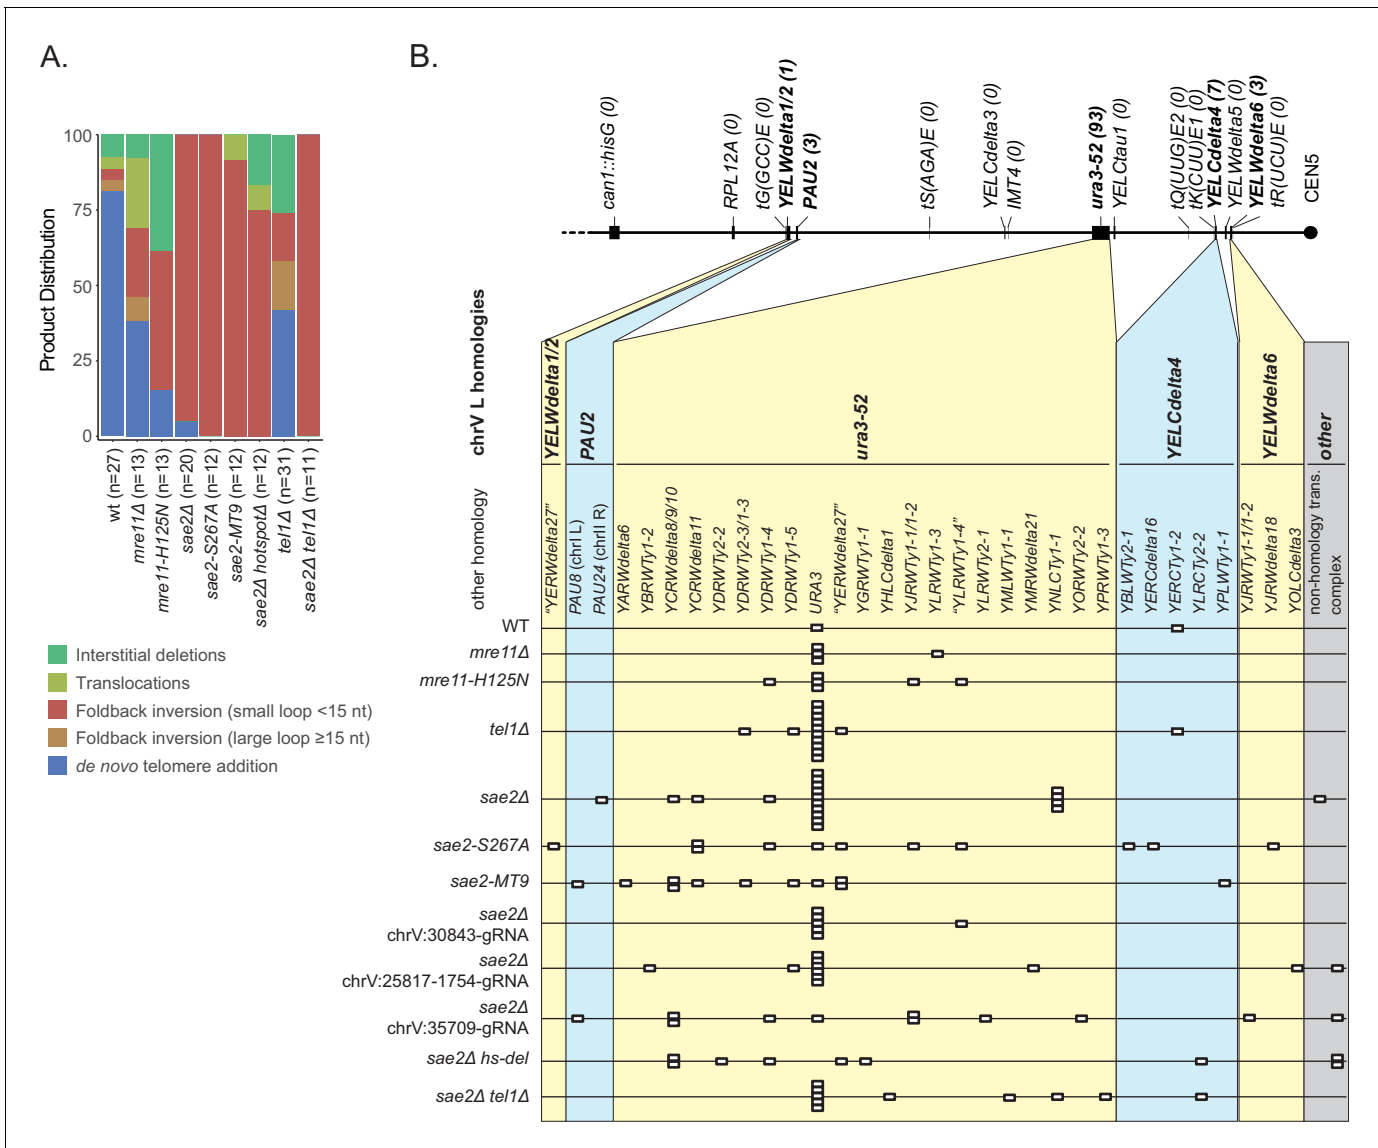 A.
Product Distribution
100
75
50
25
0
wt (n=27)
mre11Δ (n=13)
mre11-H125N (n=13)
sae2Δ (n=20)
sae2-S267A (n=12)
sae2-MT9 (n=12)
sae2Δ hotspotΔ (n=12)
tel1Δ (n=31)
sae2Δ tel1Δ (n=11)
Interstitial deletions
Translocations
Foldback inversion (small loop <15 nt)
Foldback inversion (large loop ≥15 nt)
de novo telomere addition
B.
can1::hisG (0)
RPL12A (0)
tG(GCC)E (0)
YELWdelta1/2 (1)
PAU2 (3)
tS(AGA)E (0)
YELCdelta3 (0)
IMT4 (0)
ura3-52 (93)
YELCtau1 (0)
tQ(UUG)E2 (0)
tK(CUU)E1 (0)
YELCdelta4 (7)
YELWdelta5 (0)
YELWdelta6 (3)
tR(UCU)E (0)
CEN5
chrV L homologies
YELWdelta1/2
PAU2
ura3-52
YELCdelta4
YELWdelta6
other
other homology
"YERWdelta27"
PAU8 (chrI L)
PAU24 (chrII R)
YARWdelta6
YBRWTy1-2
YCRWdelta8/9/10
YCRWdelta11
YDRWTy2-2
YDRWTy2-3/1-3
YDRWTy1-4
YDRWTy1-5
URA3
"YERWdelta27"
YGRWTy1-1
YHLCdelta1
YJRWTy1-1/1-2
YLRWTy1-3
"YLRWTy1-4"
YLRWTy2-1
YMLWTy1-1
YMRWdelta21
YNLCTy1-1
YORWTy2-2
YPRWTy1-3
YBLWTy2-1
YERCdelta16
YERCTy1-2
YLRCTy2-2
YPLWTy1-1
YJRWTy1-1/1-2
YJRWdelta18
YOLCdelta3
non-homology trans.
complex
WT
mre11Δ
mre11-H125N
tel1Δ
sae2Δ
sae2-S267A
sae2-MT9
sae2Δ
chrV:30843-gRNA
sae2Δ
chrV:25817-1754-gRNA
sae2Δ
chrV:35709-gRNA
sae2Δ hs-del
sae2Δ tel1Δ